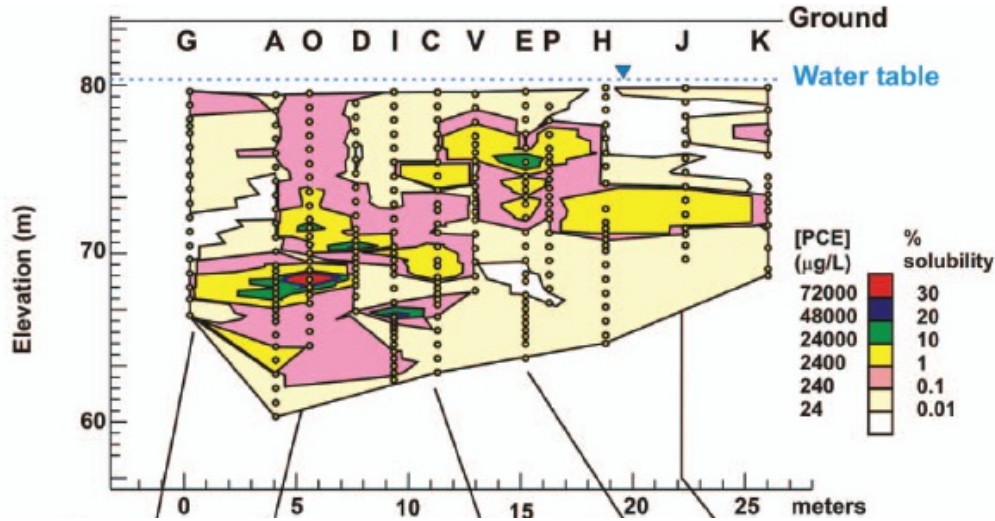 Ground
G A O D I C V E P H J K
Water table
80
70
60
Elevation (m)
[PCE] %
(µg/L) solubility
72000 30
48000 20
24000 10
2400 1
240 0.1
24 0.01
0 5 10 15 20 25 meters